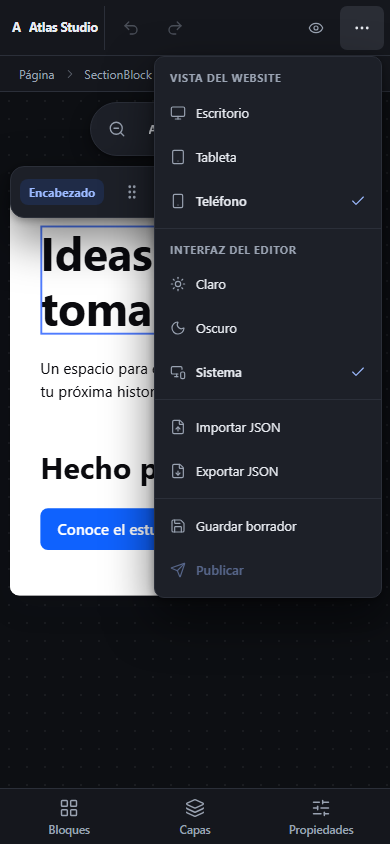 A Atlas Studio
Página
SectionBlock
VISTA DEL WEBSITE
Escritorio
Tableta
Teléfono
INTERFAZ DEL EDITOR
Claro
Oscuro
Sistema
Importar JSON
Exportar JSON
Guardar borrador
Publicar
Encabezado
Ideas
toma
Un espacio para
tu próxima histor
Hecho p
Conoce el est
Bloques
Capas
Propiedades